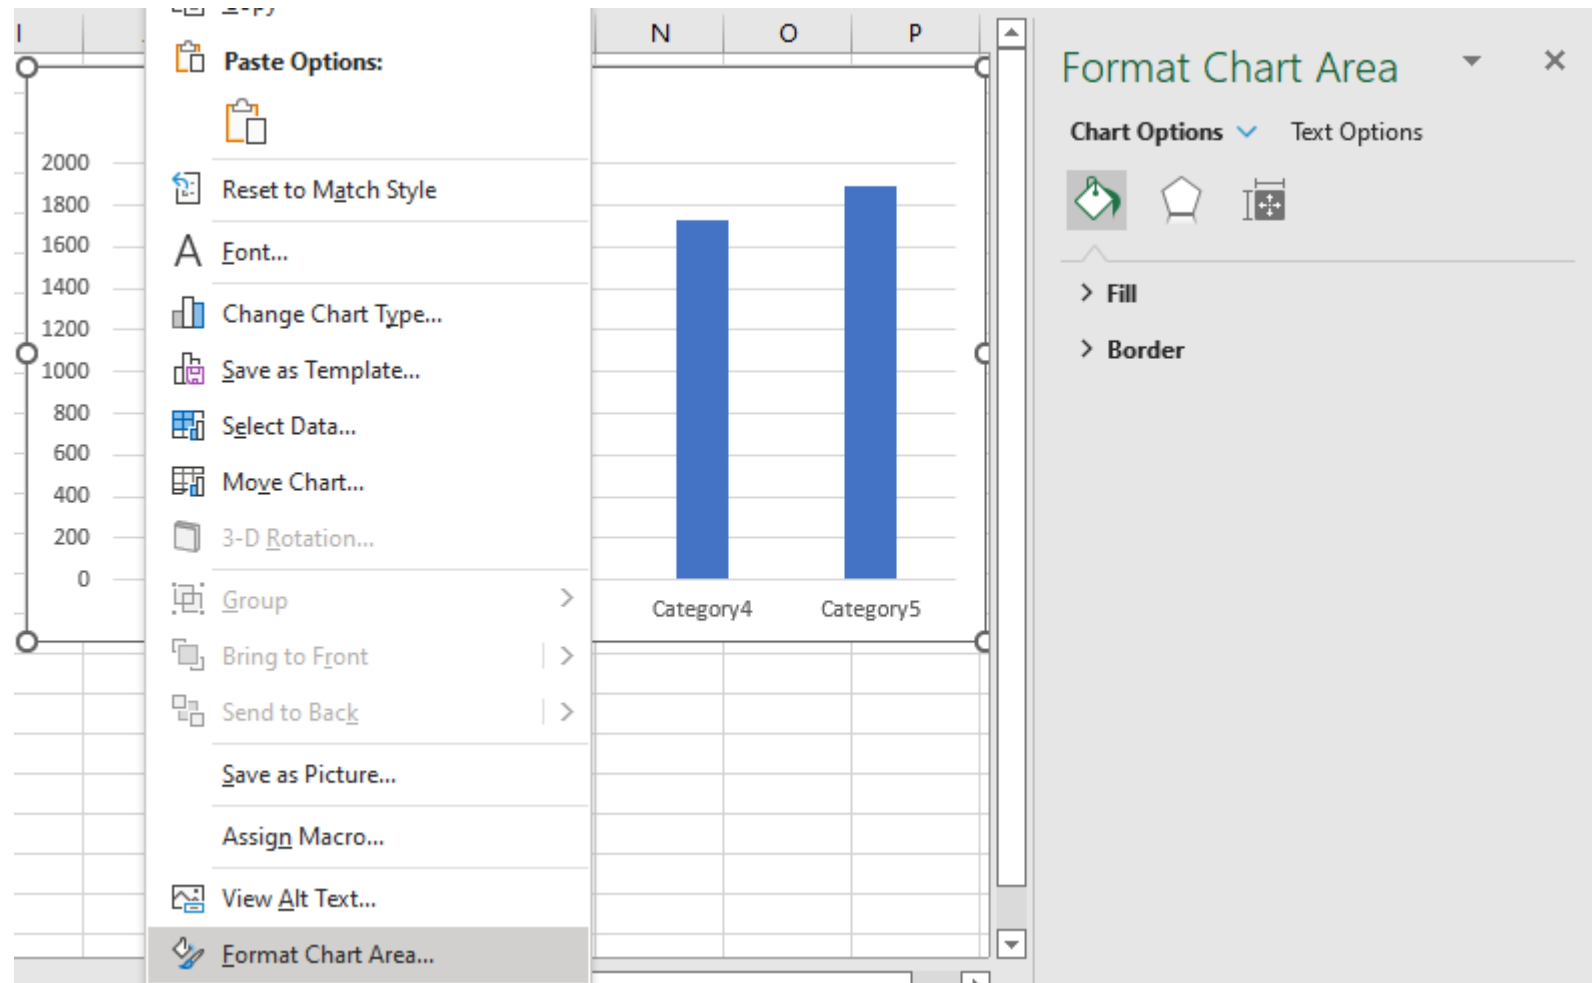 I N O P
Copy
Paste Options:
Reset to Match Style
Font...
Change Chart Type...
Save as Template...
Select Data...
Move Chart...
3-D Rotation...
Group
Bring to Front
Send to Back
Save as Picture...
Assign Macro...
View Alt Text...
Format Chart Area...
2000
1800
1600
1400
1200
1000
800
600
400
200
0
Category4 Category5
Format Chart Area
Chart Options Text Options
Fill
Border